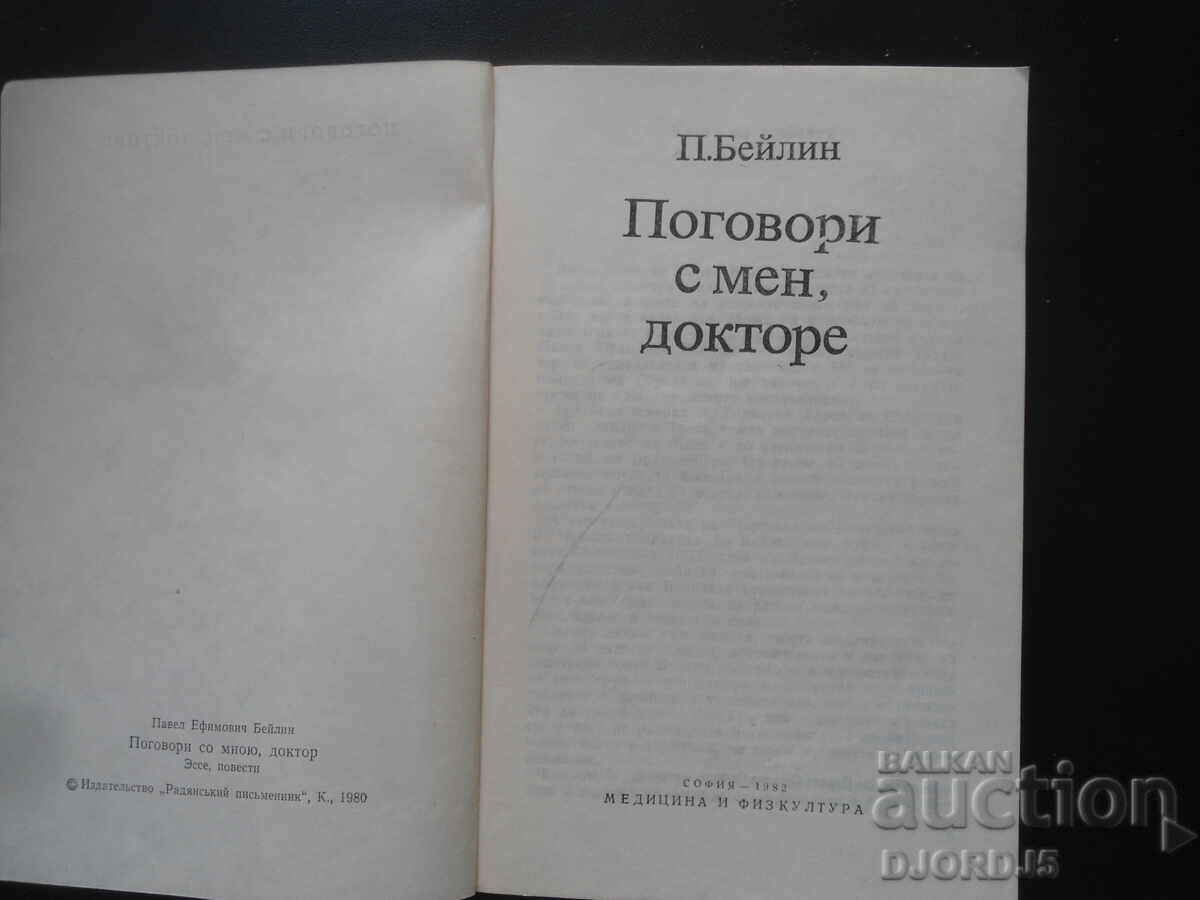 Павел Ефимович Бейлин
Поговори со мною, доктор
Эссе, повести
© Издательство „Радянський письменник“, К., 1980
П.Бейлин
Поговори
с мен,
докторе
СОФИЯ — 1982
МЕДИЦИНА И ФИЗКУЛТУРА
BALKAN
auction
DJORDJ5